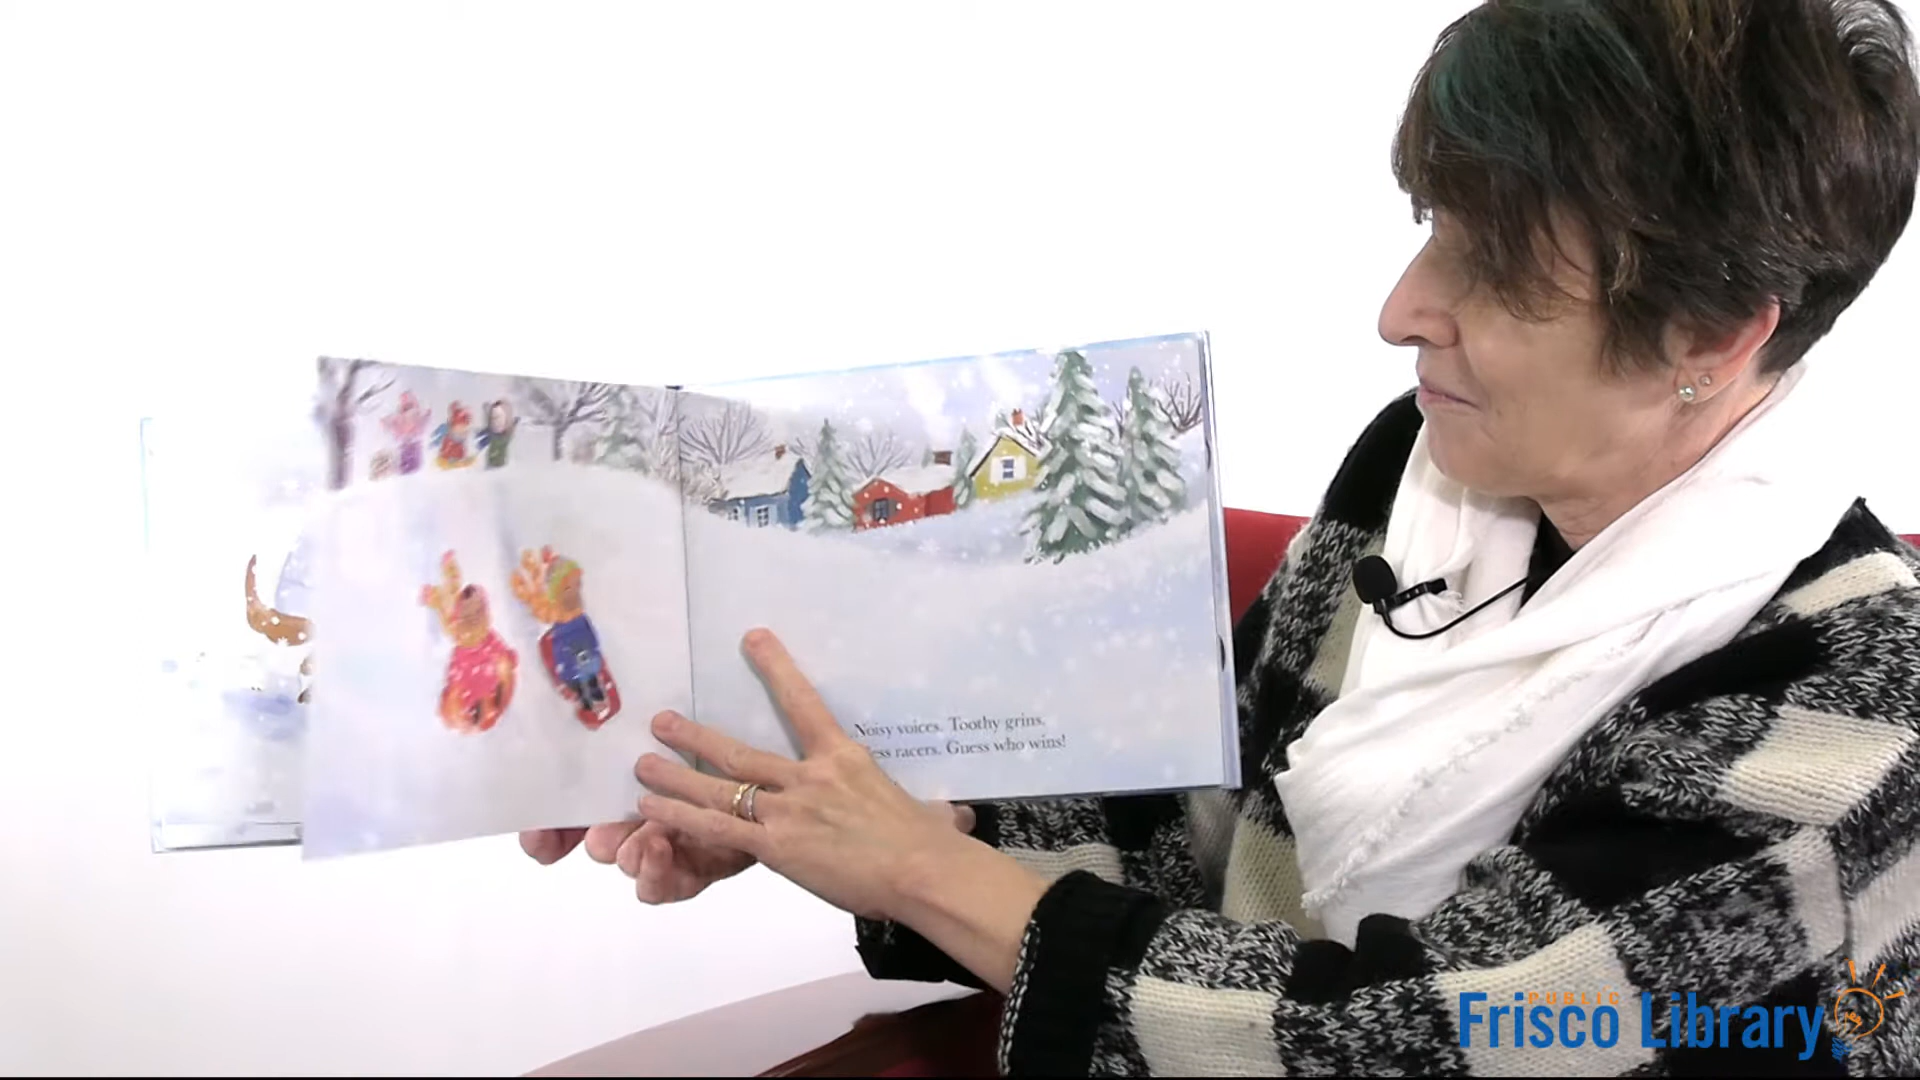 Noisy voices. Toothy grins.
racers. Guess who wins!
Frisco PUBLIC Library